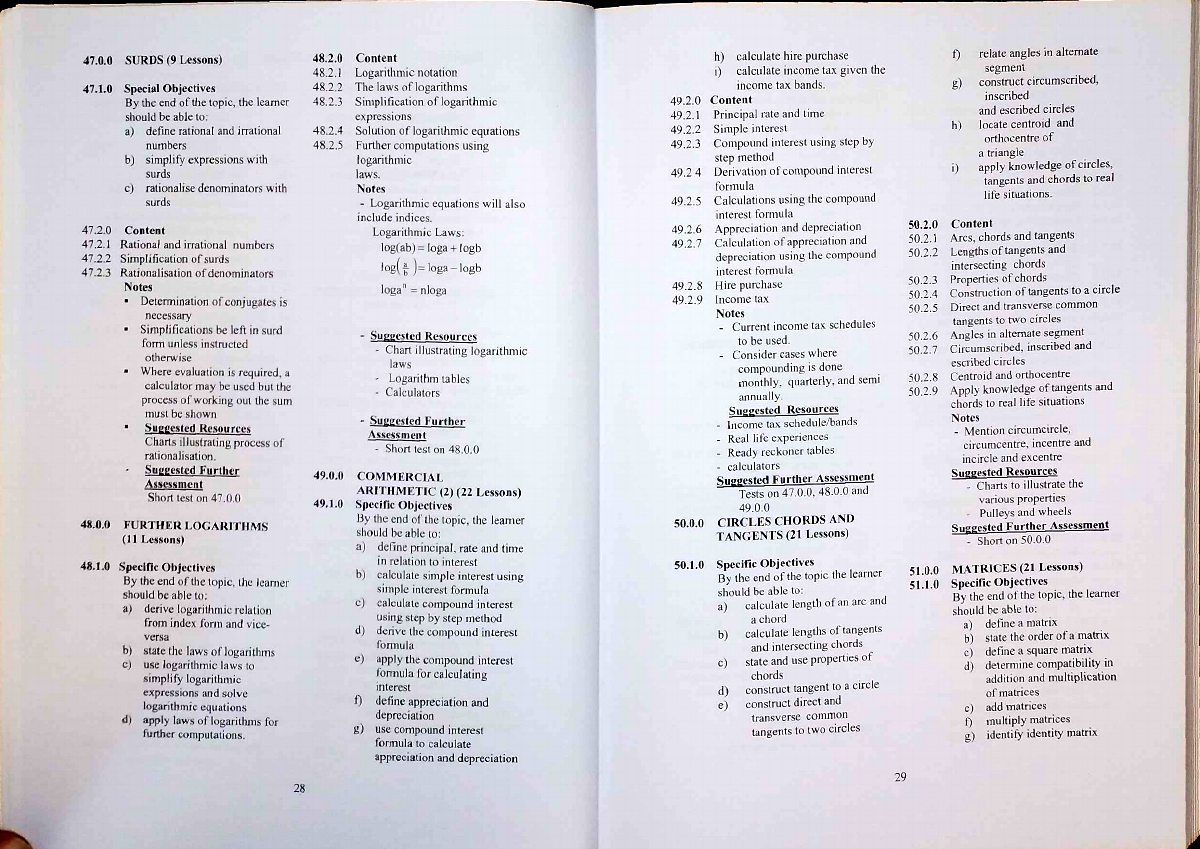 47.0.0 SURDS (9 Lessons)
47.1.0 Special Objectives
By the end of the topic, the learner
should be able to:
a) define rational and irrational
numbers
b) simplify expressions with
surds
c) rationalise denominators with
surds
47.2.0 Content
47.2.1 Rational and irrational numbers
47.2.2 Simplification of surds
47.2.3 Rationalisation of denominators
Notes
▪ Determination of conjugates is
necessary
▪ Simplifications be left in surd
form unless instructed
otherwise
▪ Where evaluation is required, a
calculator may be used but the
process of working out the sum
must be shown
▪ Suggested Resources
Charts illustrating process of
rationalisation.
- Suggested Further
Assessment
Short test on 47.0.0
48.0.0 FURTHER LOGARITHMS
(11 Lessons)
48.1.0 Specific Objectives
By the end of the topic, the learner
should be able to:
a) derive logarithmic relation
from index form and vice-
versa
b) state the laws of logarithms
c) use logarithmic laws to
simplify logarithmic
expressions and solve
logarithmic equations
d) apply laws of logarithms for
further computations.
48.2.0 Content
48.2.1 Logarithmic notation
48.2.2 The laws of logarithms
48.2.3 Simplification of logarithmic
expressions
48.2.4 Solution of logarithmic equations
48.2.5 Further computations using
logarithmic
laws.
Notes
- Logarithmic equations will also
include indices.
Logarithmic Laws:
log(ab) = loga + logb
log(a/b) = loga – logb
logaⁿ = nloga
- Suggested Resources
- Chart illustrating logarithmic
laws
- Logarithm tables
- Calculators
- Suggested Further
Assessment
- Short test on 48.0.0
49.0.0 COMMERCIAL
ARITHMETIC (2) (22 Lessons)
49.1.0 Specific Objectives
By the end of the topic, the learner
should be able to:
a) define principal, rate and time
in relation to interest
b) calculate simple interest using
simple interest formula
c) calculate compound interest
using step by step method
d) derive the compound interest
formula
e) apply the compound interest
formula for calculating
interest
f) define appreciation and
depreciation
g) use compound interest
formula to calculate
appreciation and depreciation
28
h) calculate hire purchase
i) calculate income tax given the
income tax bands.
49.2.0 Content
49.2.1 Principal rate and time
49.2.2 Simple interest
49.2.3 Compound interest using step by
step method
49.2 4 Derivation of compound interest
formula
49.2.5 Calculations using the compound
interest formula
49.2.6 Appreciation and depreciation
49.2.7 Calculation of appreciation and
depreciation using the compound
interest formula
49.2.8 Hire purchase
49.2.9 Income tax
Notes
- Current income tax schedules
to be used.
- Consider cases where
compounding is done
monthly, quarterly, and semi
annually.
Suggested Resources
- Income tax schedule/bands
- Real life experiences
- Ready reckoner tables
- calculators
Suggested Further Assessment
Tests on 47.0.0, 48.0.0 and
49.0.0
50.0.0 CIRCLES CHORDS AND
TANGENTS (21 Lessons)
50.1.0 Specific Objectives
By the end of the topic the learner
should be able to:
a) calculate length of an arc and
a chord
b) calculate lengths of tangents
and intersecting chords
c) state and use properties of
chords
d) construct tangent to a circle
e) construct direct and
transverse common
tangents to two circles
f) relate angles in alternate
segment
g) construct circumscribed,
inscribed
and escribed circles
h) locate centroid and
orthocentre of
a triangle
i) apply knowledge of circles,
tangents and chords to real
life situations.
50.2.0 Content
50.2.1 Arcs, chords and tangents
50.2.2 Lengths of tangents and
intersecting chords
50.2.3 Properties of chords
50.2.4 Construction of tangents to a circle
50.2.5 Direct and transverse common
tangents to two circles
50.2.6 Angles in alternate segment
50.2.7 Circumscribed, inscribed and
escribed circles
50.2.8 Centroid and orthocentre
50.2.9 Apply knowledge of tangents and
chords to real life situations
Notes
- Mention circumcircle,
circumcentre, incentre and
incircle and excentre
Suggested Resources
- Charts to illustrate the
various properties
- Pulleys and wheels
Suggested Further Assessment
- Short on 50.0.0
51.0.0 MATRICES (21 Lessons)
51.1.0 Specific Objectives
By the end of the topic, the learner
should be able to:
a) define a matrix
b) state the order of a matrix
c) define a square matrix
d) determine compatibility in
addition and multiplication
of matrices
e) add matrices
f) multiply matrices
g) identify identity matrix
29